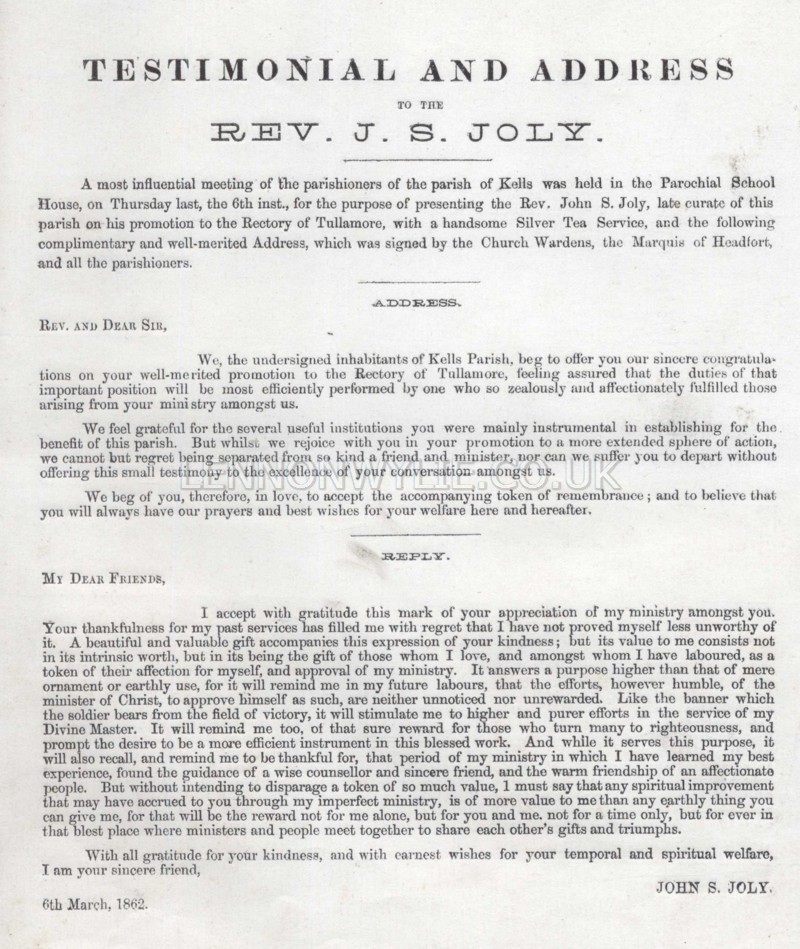 TESTIMONIAL AND ADDRESS
TO THE
REV. J. S. JOLY.
A most influential meeting of the parishioners of the parish of Kells was held in the Parochial School
House, on Thursday last, the 6th inst., for the purpose of presenting the Rev. John S. Joly, late curate of this
parish on his promotion to the Rectory of Tullamore, with a handsome Silver Tea Service, and the following
complimentary and well-merited Address, which was signed by the Church Wardens, the Marquis of Headfort,
and all the parishioners.
ADDRESS.
REV. AND DEAR SIR,
We, the undersigned inhabitants of Kells Parish, beg to offer you our sincere congratula-
tions on your well-merited promotion to the Rectory of Tullamore, feeling assured that the duties of that
important position will be most efficiently performed by one who so zealously and affectionately fulfilled those
arising from your ministry amongst us.
We feel grateful for the several useful institutions you were mainly instrumental in establishing for the
benefit of this parish. But whilst we rejoice with you in your promotion to a more extended sphere of action,
we cannot but regret being separated from so kind a friend and minister, nor can we suffer you to depart without
offering this small testimony to the excellence of your conversation amongst us.
LENNONWYLIE.CO.UK
We beg of you, therefore, in love, to accept the accompanying token of remembrance; and to believe that
you will always have our prayers and best wishes for your welfare here and hereafter.
REPLY.
MY DEAR FRIENDS,
I accept with gratitude this mark of your appreciation of my ministry amongst you.
Your thankfulness for my past services has filled me with regret that I have not proved myself less unworthy of
it. A beautiful and valuable gift accompanies this expression of your kindness; but its value to me consists not
in its intrinsic worth, but in its being the gift of those whom I love, and amongst whom I have laboured, as a
token of their affection for myself, and approval of my ministry. It answers a purpose higher than that of mere
ornament or earthly use, for it will remind me in my future labours, that the efforts, however humble, of the
minister of Christ, to approve himself as such, are neither unnoticed nor unrewarded. Like the banner which
the soldier bears from the field of victory, it will stimulate me to higher and purer efforts in the service of my
Divine Master. It will remind me too, of that sure reward for those who turn many to righteousness, and
prompt the desire to be a more efficient instrument in this blessed work. And while it serves this purpose, it
will also recall, and remind me to be thankful for, that period of my ministry in which I have learned my best
experience, found the guidance of a wise counsellor and sincere friend, and the warm friendship of an affectionate
people. But without intending to disparage a token of so much value, I must say that any spiritual improvement
that may have accrued to you through my imperfect ministry, is of more value to me than any earthly thing you
can give me, for that will be the reward not for me alone, but for you and me. not for a time only, but for ever in
that blest place where ministers and people meet together to share each other's gifts and triumphs.
With all gratitude for your kindness, and with earnest wishes for your temporal and spiritual welfare,
I am your sincere friend,
JOHN S. JOLY.
6th March, 1862.